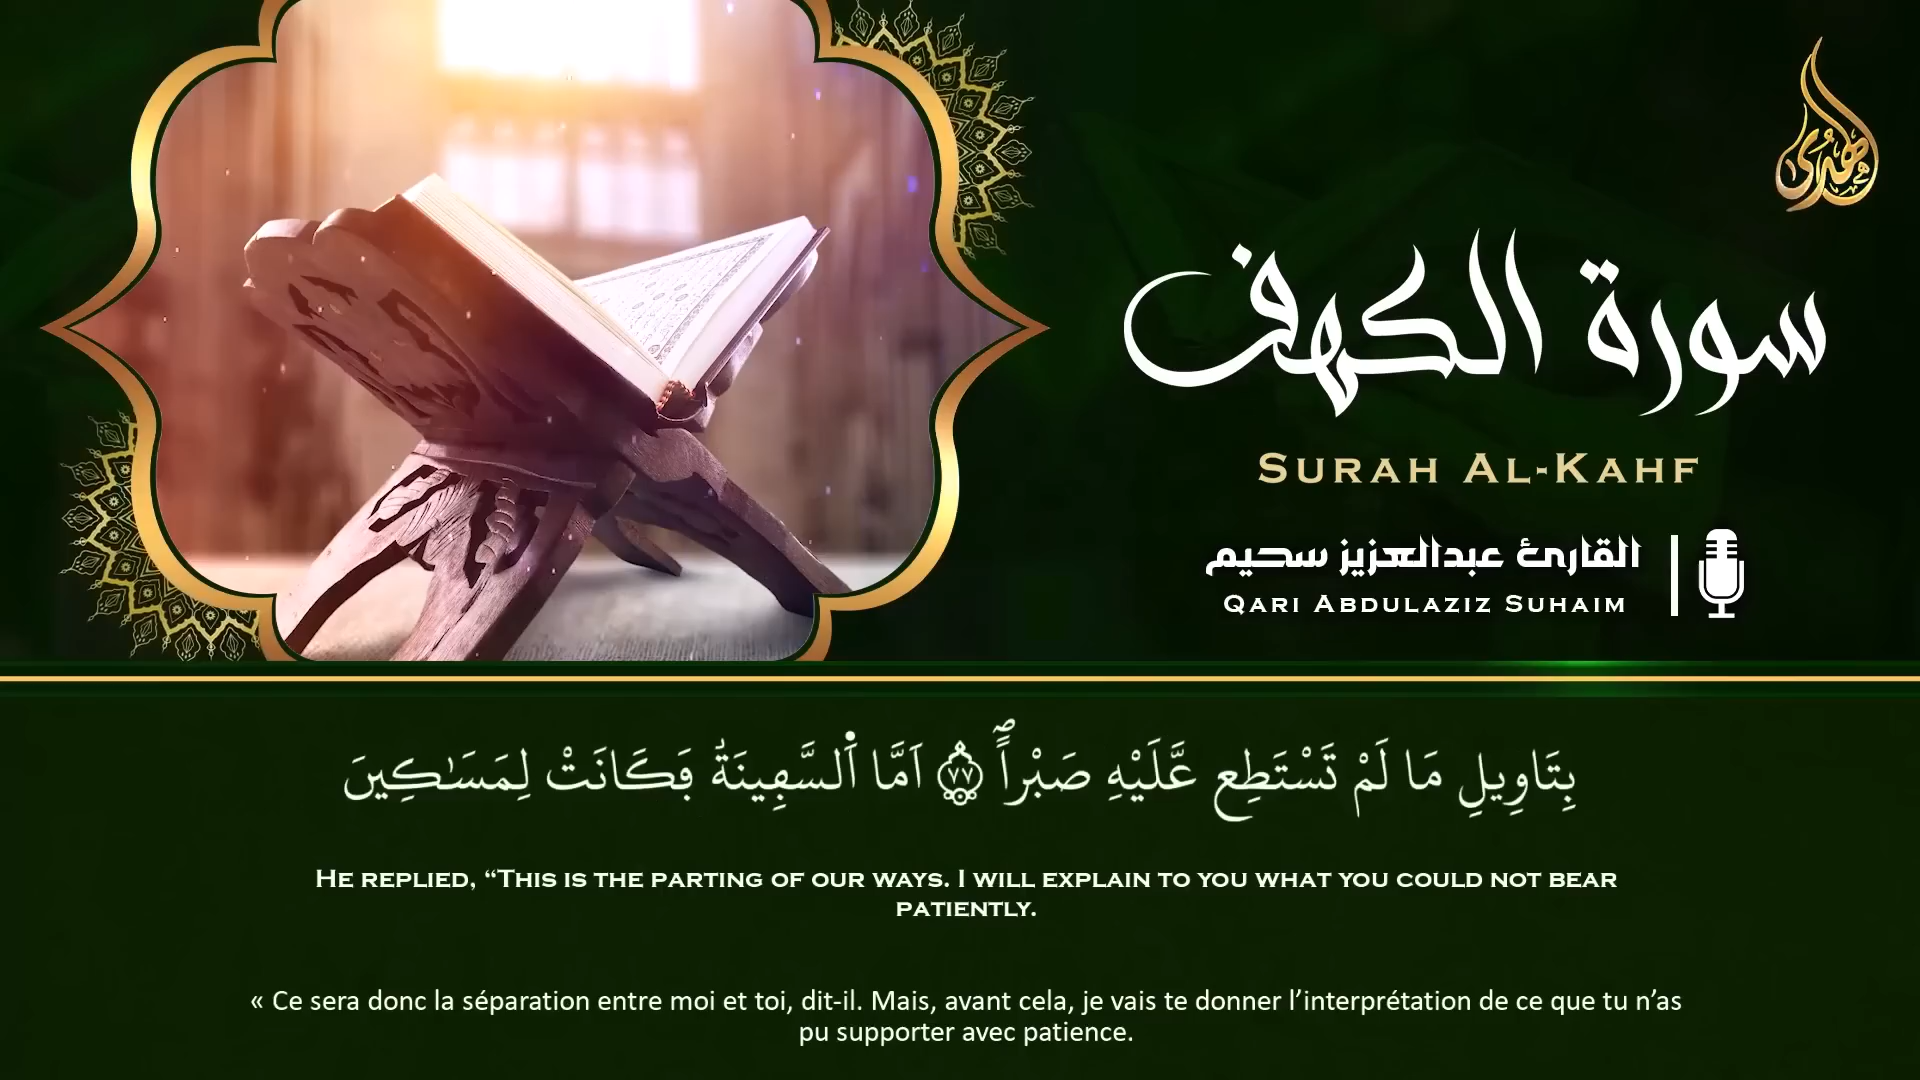 الهدى
سورة الكهف
SURAH AL-KAHF
القارئ عبدالعزيز سحيم
QARI ABDULAZIZ SUHAIM
بِتَاوِيلِ مَا لَمْ تَسْتَطِع عَّلَيْهِ صَبْراًۖ ٧٧ اَمَّا اَ۬لسَّفِينَةُ فَكَانَتْ لِمَسَٰكِينَ
HE REPLIED, “THIS IS THE PARTING OF OUR WAYS. I WILL EXPLAIN TO YOU WHAT YOU COULD NOT BEAR
PATIENTLY.
« Ce sera donc la séparation entre moi et toi, dit-il. Mais, avant cela, je vais te donner l’interprétation de ce que tu n’as
pu supporter avec patience.